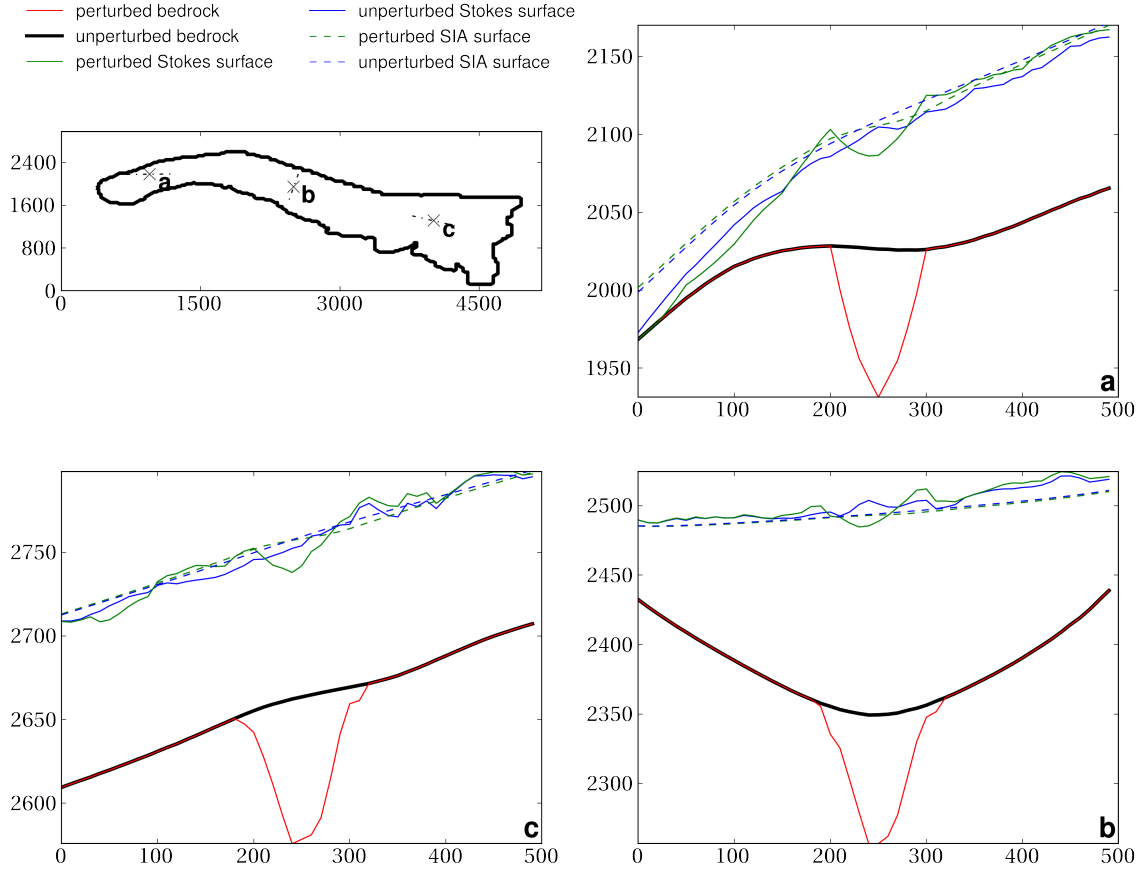 perturbed bedrock
unperturbed bedrock
perturbed Stokes surface
unperturbed Stokes surface
perturbed SIA surface
unperturbed SIA surface
2400
1600
800
0
0 1500 3000 4500
a
b
c
2150
2100
2050
2000
1950
0 100 200 300 400 500
a
2750
2700
2650
2600
0 100 200 300 400 500
c
2500
2450
2400
2350
2300
0 100 200 300 400 500
b